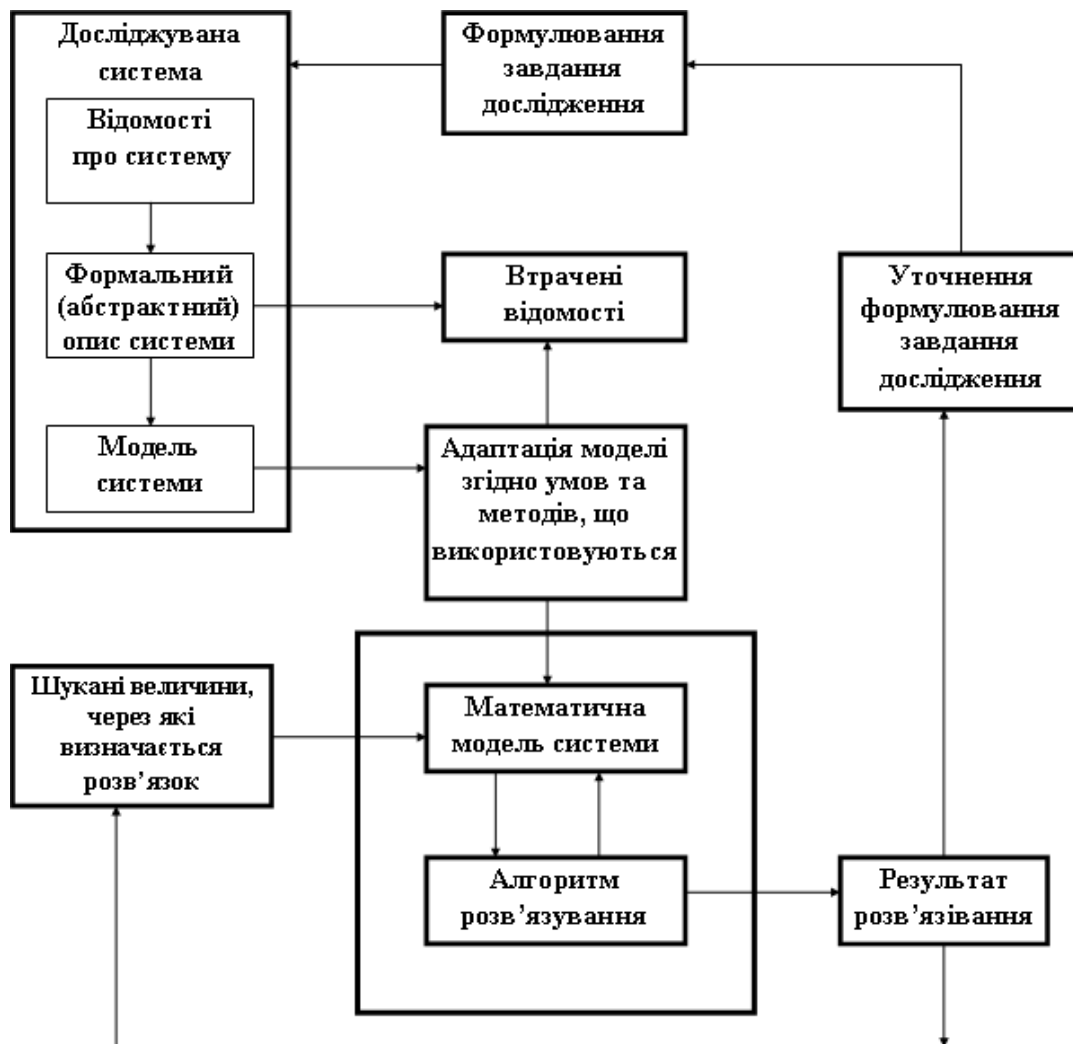 Досліджувана
система
Формулювання
завдання
дослідження
Відомості
про систему
Формальний
(абстрактний)
опис системи
Втрачені
відомості
Уточнення
формулювання
завдання
дослідження
Модель
системи
Адаптація моделі
згідно умов та
методів, що
використовуються
Шукані величини,
через які
визначається
розв’язок
Математична
модель системи
Алгоритм
розв’язування
Результат
розв’язівання